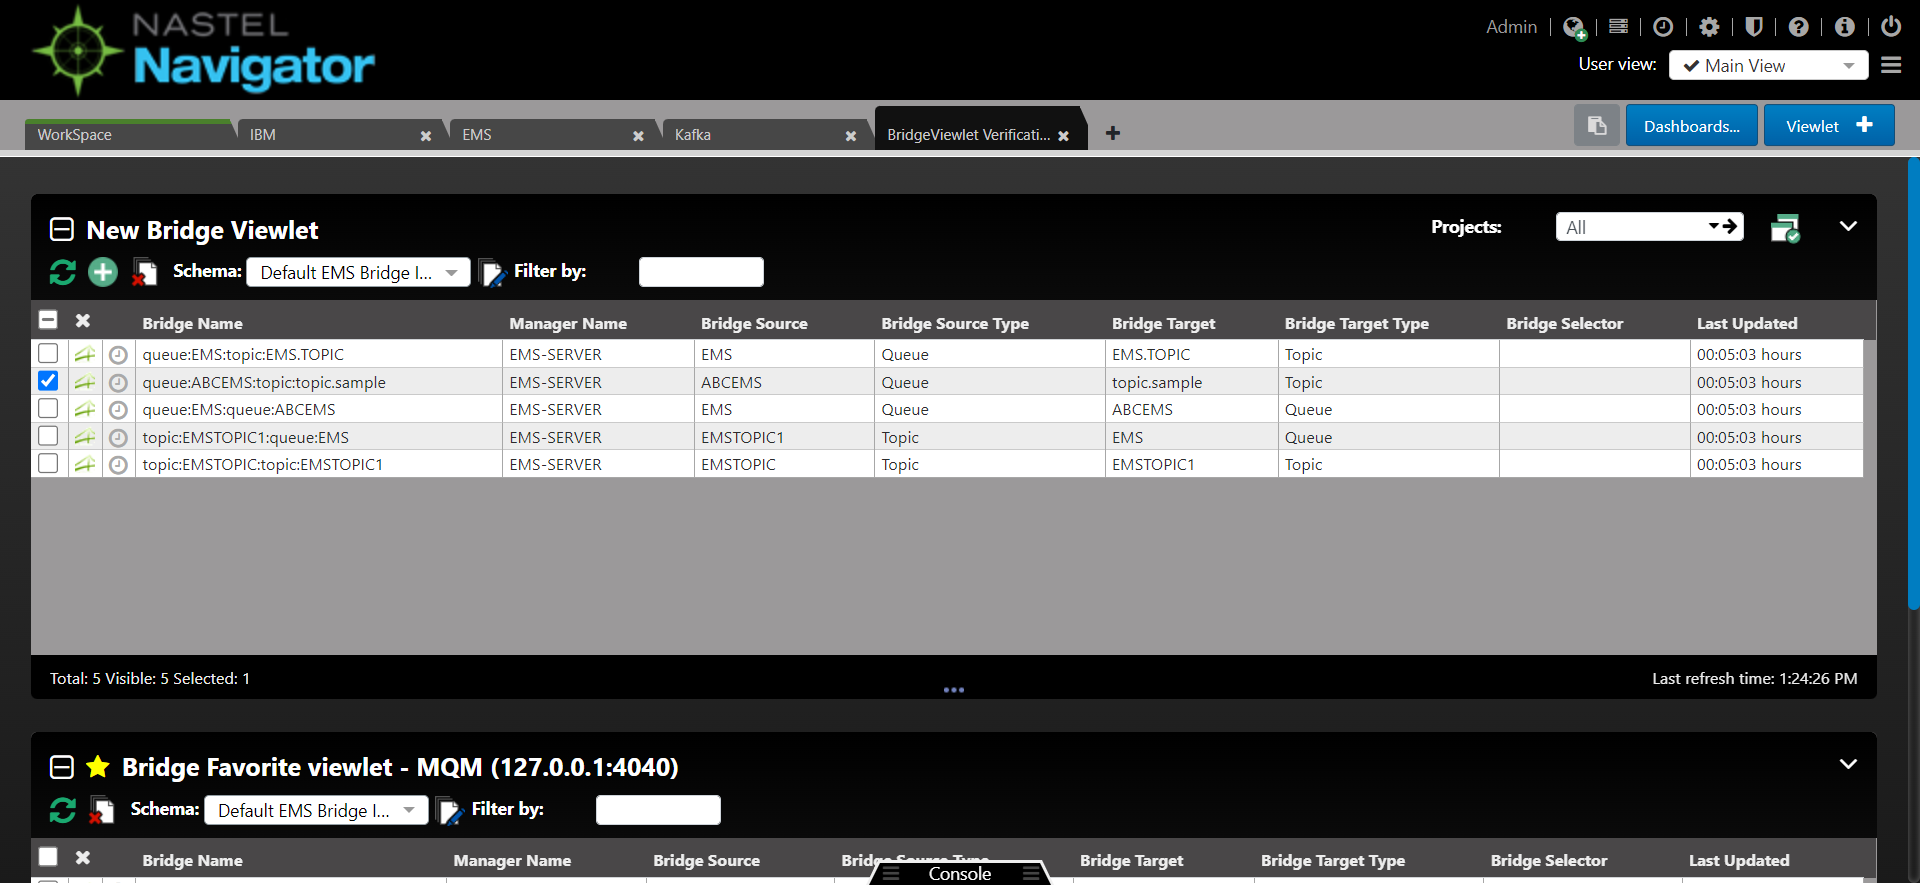 NASTEL
Navigator
Admin
User view: Main View
WorkSpace IBM EMS Kafka BridgeViewlet Verificati...
Dashboards... Viewlet
New Bridge Viewlet
Projects: All
Schema: Default EMS Bridge I... Filter by:
Bridge Name Manager Name Bridge Source Bridge Source Type Bridge Target Bridge Target Type Bridge Selector Last Updated
queue:EMS:topic:EMS.TOPIC EMS-SERVER EMS Queue EMS.TOPIC Topic 00:05:03 hours
queue:ABCEMS:topic:topic.sample EMS-SERVER ABCEMS Queue topic.sample Topic 00:05:03 hours
queue:EMS:queue:ABCEMS EMS-SERVER EMS Queue ABCEMS Queue 00:05:03 hours
topic:EMSTOPIC1:queue:EMS EMS-SERVER EMSTOPIC1 Topic EMS Queue 00:05:03 hours
topic:EMSTOPIC:topic:EMSTOPIC1 EMS-SERVER EMSTOPIC Topic EMSTOPIC1 Topic 00:05:03 hours
Total: 5 Visible: 5 Selected: 1
Last refresh time: 1:24:26 PM
Bridge Favorite viewlet - MQM (127.0.0.1:4040)
Schema: Default EMS Bridge I... Filter by:
Bridge Name Manager Name Bridge Source Bridge Source Type Bridge Target Bridge Target Type Bridge Selector Last Updated
Console